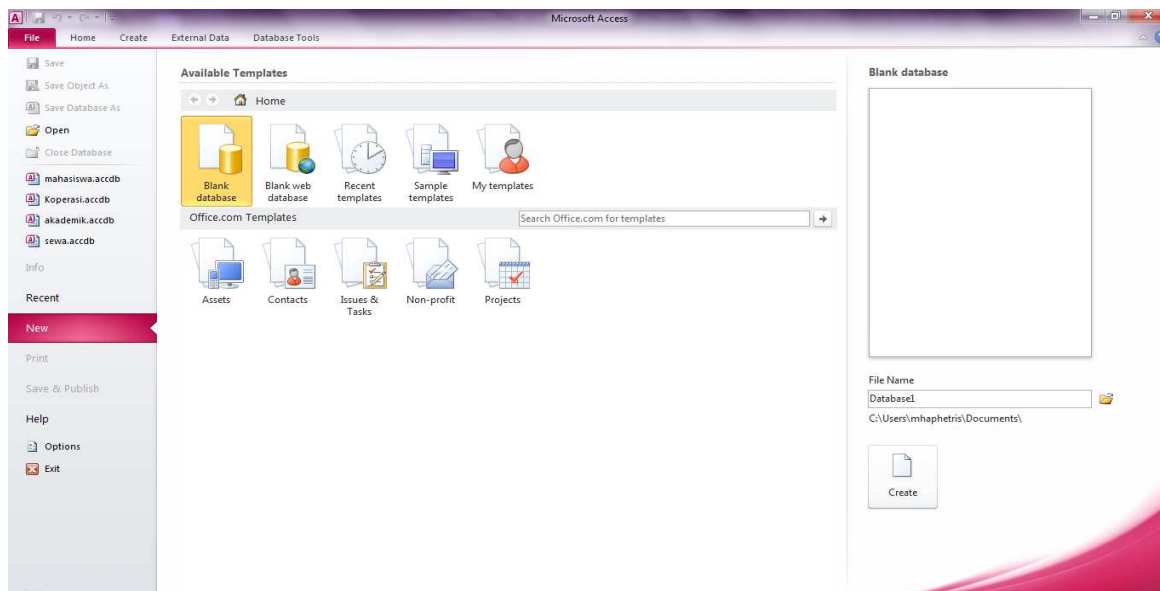 Microsoft Access
File Home Create External Data Database Tools
Save
Save Object As
Save Database As
Open
Close Database
mahasiswa.accdb
Koperasi.accdb
akademik.accdb
sewa.accdb
Info
Recent
New
Print
Save & Publish
Help
Options
Exit
Available Templates
Home
Blank database
Blank web database
Recent templates
Sample templates
My templates
Office.com Templates
Search Office.com for templates
Assets
Contacts
Issues & Tasks
Non-profit
Projects
Blank database
File Name
Database1
C:\Users\mhaphetris\Documents\
Create